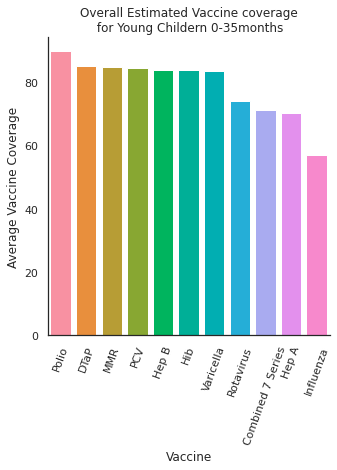 Overall Estimated Vaccine coverage
for Young Childern 0-35months
Average Vaccine Coverage
80
60
40
20
0
Polio
DTaP
MMR
PCV
Hep B
Hib
Varicella
Rotavirus
Combined 7 Series
Hep A
Influenza
Vaccine